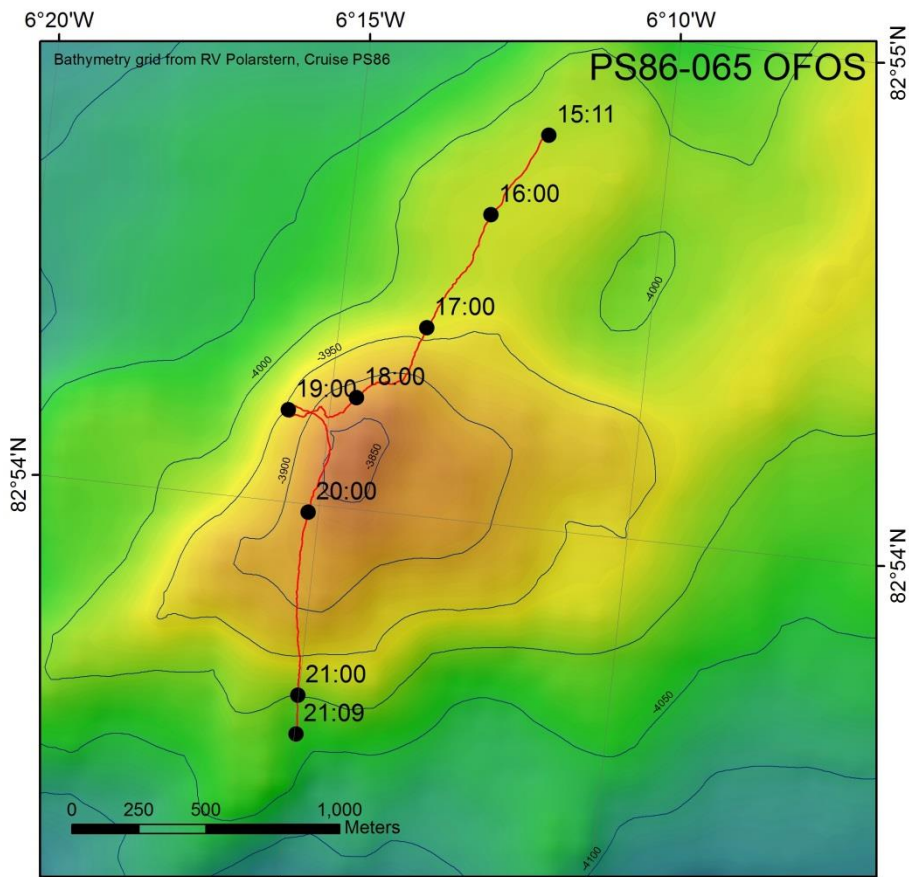 6°20'W 6°15'W 6°10'W
Bathymetry grid from RV Polarstern, Cruise PS86
PS86-065 OFOS
82°55'N
15:11
16:00
-4000
17:00
-3950
-4000
18:00
19:00
-3850
-3900
82°54'N
20:00
82°54'N
21:00
-4050
21:09
0 250 500 1,000
Meters
-4100